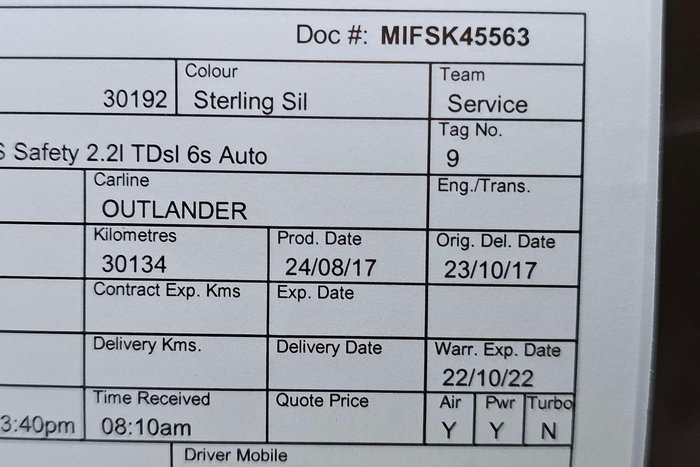 Doc #: MIFSK45563
Colour Team
30192 Sterling Sil Service
Tag No.
S Safety 2.2l TDsl 6s Auto 9
Carline Eng./Trans.
OUTLANDER
Kilometres Prod. Date Orig. Del. Date
30134 24/08/17 23/10/17
Contract Exp. Kms Exp. Date
Delivery Kms. Delivery Date Warr. Exp. Date
22/10/22
Time Received Quote Price Air Pwr Turbo
3:40pm 08:10am Y Y N
Driver Mobile